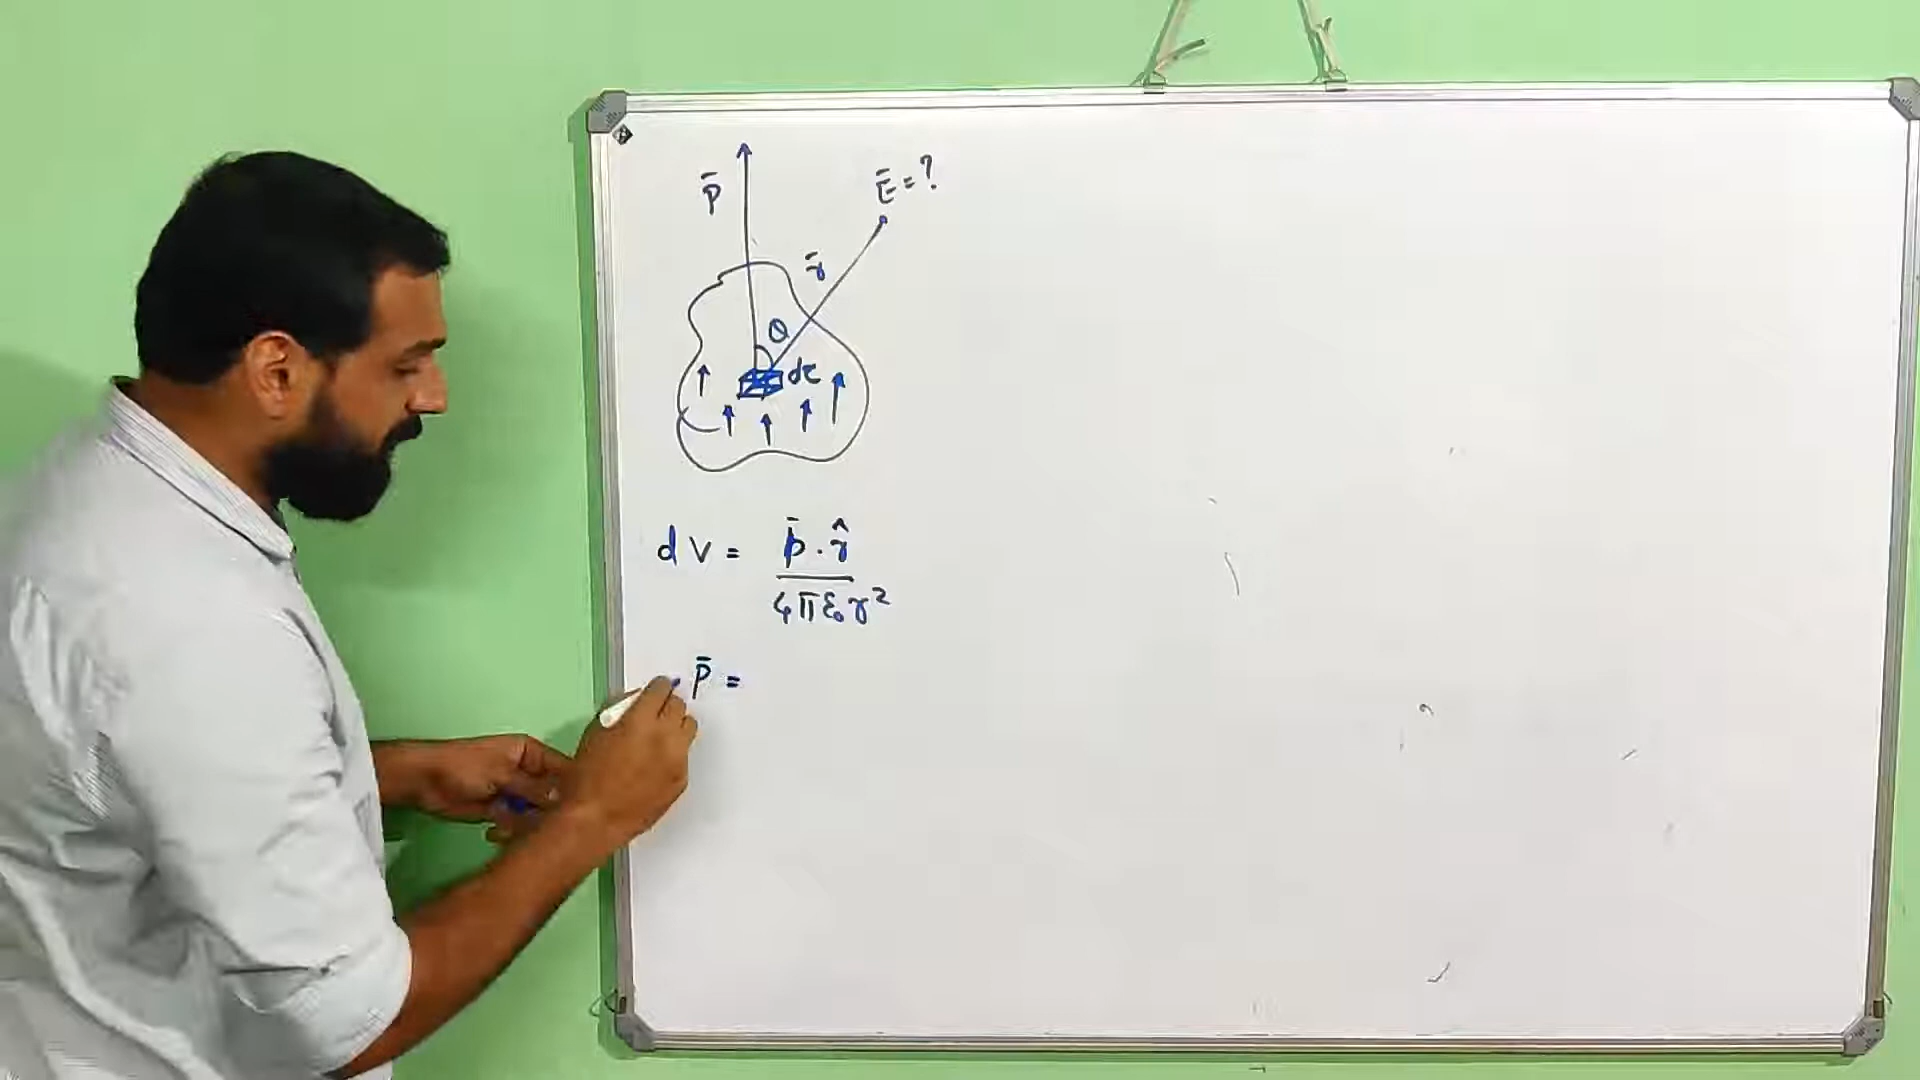 p̄
Ē = ?
r̄
θ
dτ
dV = p̄ · r̂ / 4πε₀r²
p̄ =